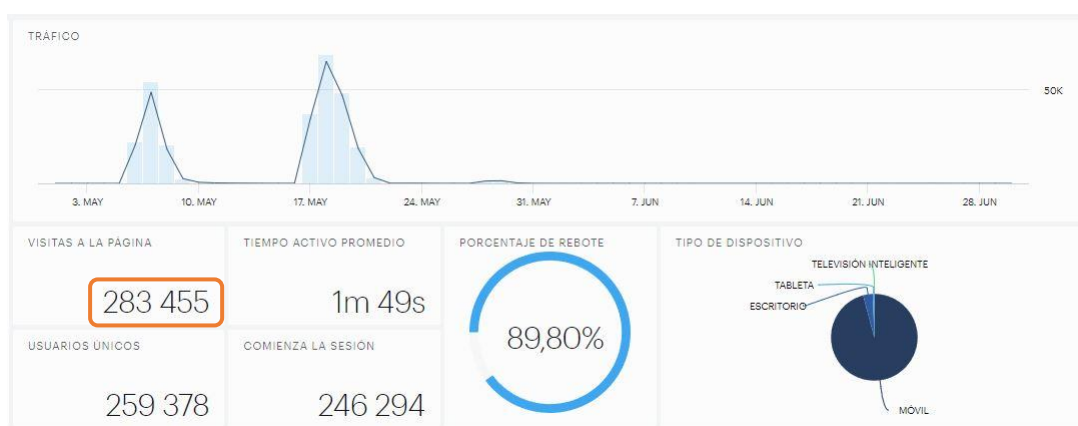 TRÁFICO
50K
3. MAY
10. MAY
17. MAY
24. MAY
31. MAY
7. JUN
14. JUN
21. JUN
28. JUN
VISITAS A LA PÁGINA
283 455
TIEMPO ACTIVO PROMEDIO
1m 49s
PORCENTAJE DE REBOTE
89,80%
TIPO DE DISPOSITIVO
TELEVISIÓN INTELIGENTE
TABLETA
ESCRITORIO
MÓVIL
USUARIOS ÚNICOS
259 378
COMIENZA LA SESIÓN
246 294